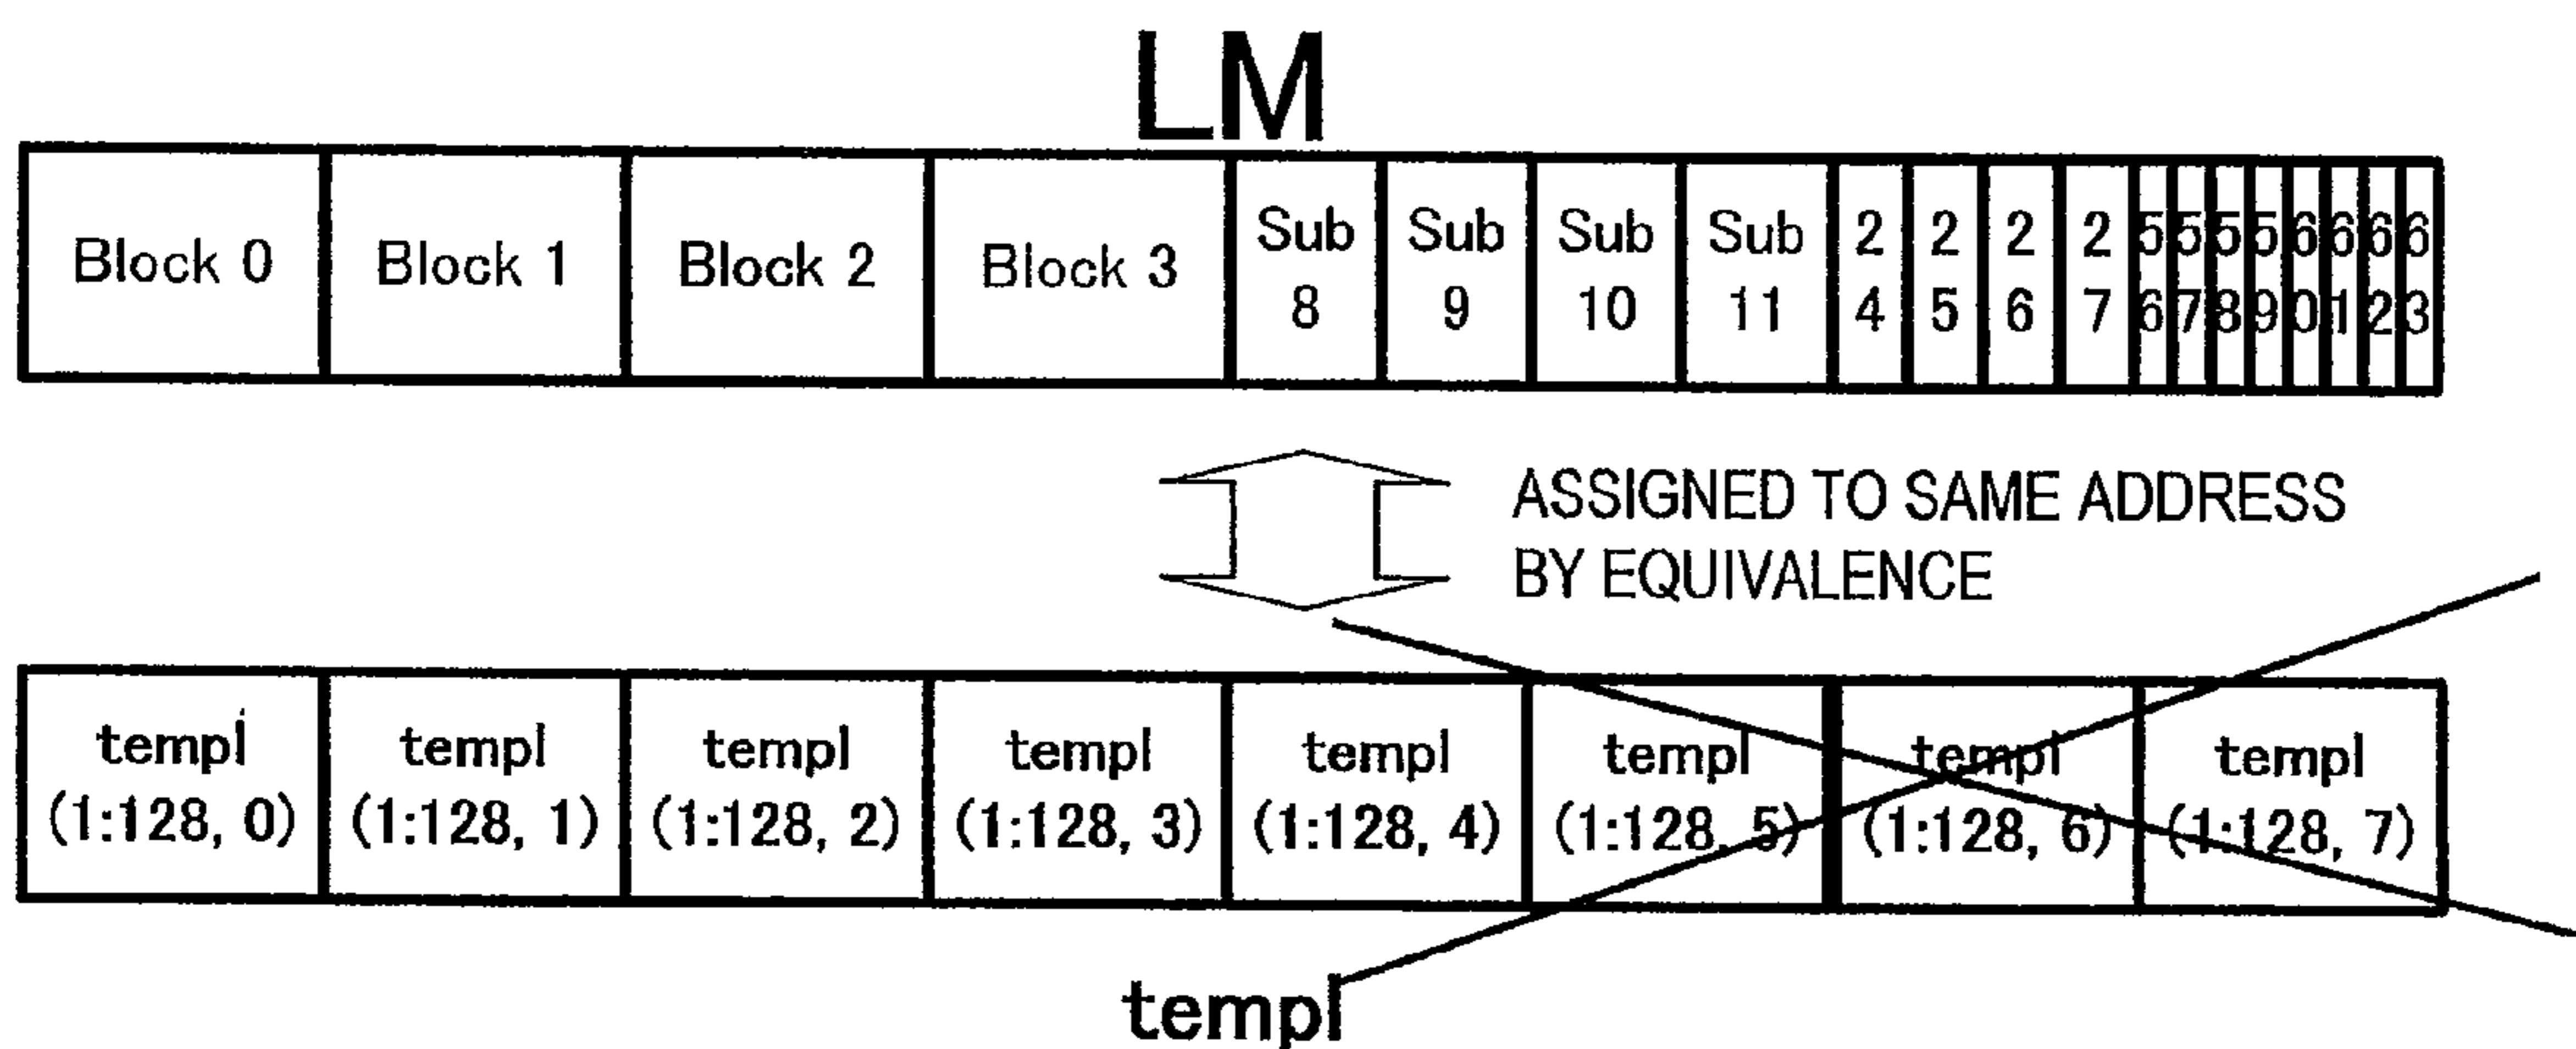 LM
Block 0
Block 1
Block 2
Block 3
Sub
8
Sub
9
Sub
10
Sub
11
2
4
2
5
2
6
2
7
5
6
5
7
5
8
5
9
6
0
6
1
6
2
6
3
ASSIGNED TO SAME ADDRESS
BY EQUIVALENCE
templ
(1:128, 0)
templ
(1:128, 1)
templ
(1:128, 2)
templ
(1:128, 3)
templ
(1:128, 4)
templ
(1:128, 5)
templ
(1:128, 6)
templ
(1:128, 7)
templ